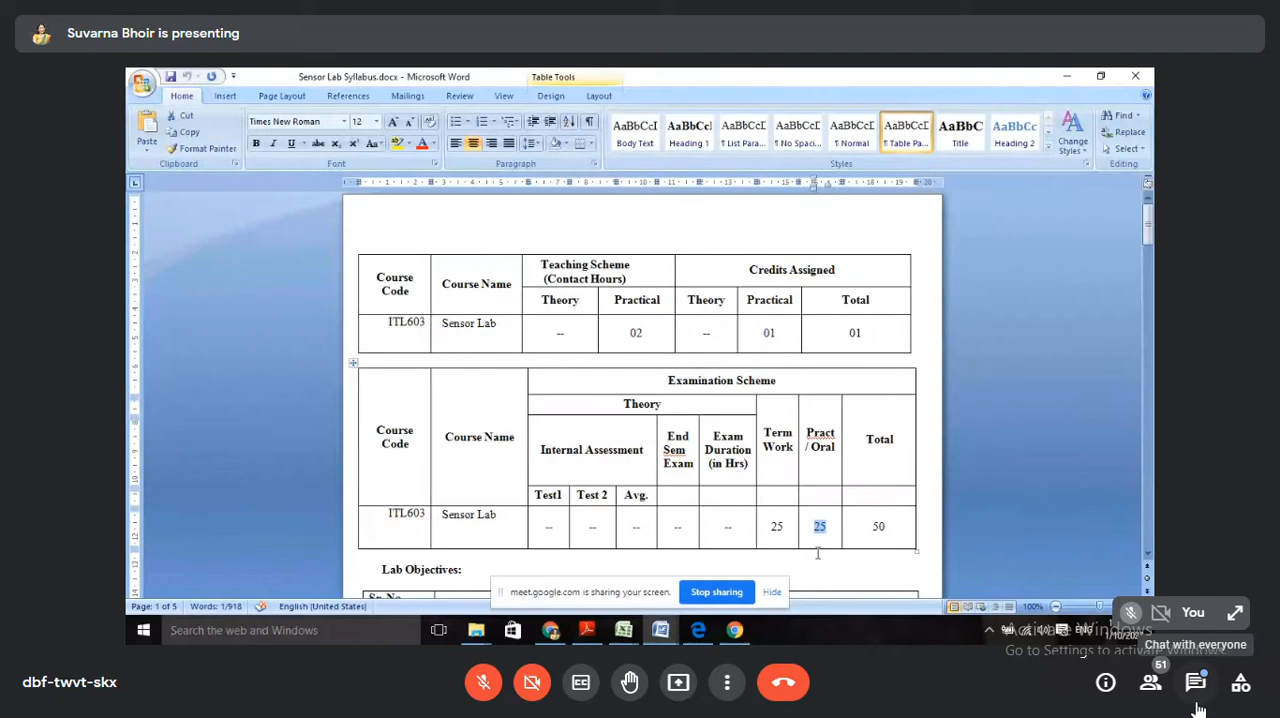 Suvarna Bhoir is presenting
Sensor Lab Syllabus.docx - Microsoft Word
Table Tools
Home
Insert
Page Layout
References
Mailings
Review
View
Design
Layout
Paste
Cut
Copy
Format Painter
Clipboard
Times New Roman
12
Font
Paragraph
AaBbCcI
Body Text
AaBbCcI
Heading 1
AaBbCcI
¶ List Para...
AaBbCcI
¶ No Spaci...
AaBbCcI
¶ Normal
AaBbCcI
¶ Table Pa...
AaBbC
Title
AaBbCc
Heading 2
Change
Styles
Styles
Find
Replace
Select
Editing
Course
Code
Course Name
Teaching Scheme
(Contact Hours)
Credits Assigned
Theory
Practical
Theory
Practical
Total
ITL603
Sensor Lab
--
02
--
01
01
Course
Code
Course Name
Examination Scheme
Theory
Internal Assessment
End
Sem
Exam
Exam
Duration
(in Hrs)
Term
Work
Pract
/ Oral
Total
Test1
Test 2
Avg.
ITL603
Sensor Lab
--
--
--
--
--
25
25
50
Lab Objectives:
Sr. No
meet.google.com is sharing your screen.
Stop sharing
Hide
Page: 1 of 5
Words: 1/918
English (United States)
100%
Search the web and Windows
ENG
Activate Windows
Go to Settings to activate Windows.
You
Chat with everyone
51
dbf-twvt-skx